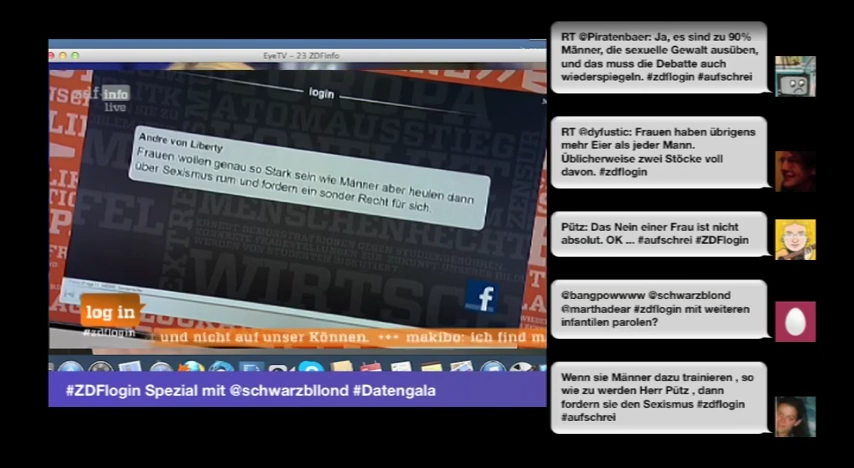 EyeTV – 23 ZDFinfo
zdf info
live
login
ATOMAUSSTIEG
ZENSUR
Andre von Liberty
Frauen wollen genau so Stark sein wie Männer aber heulen dann
über Sexismus rum und fordern ein sonder Recht für sich.
MENSCHENRECHTE
WIRTSCHA
f
log in
#zdflogin
und nicht auf unser Können. ••• makibo: ich find m
#ZDFlogin Spezial mit @schwarzbllond #Datengala
RT @Piratenbaer: Ja, es sind zu 90%
Männer, die sexuelle Gewalt ausüben,
und das muss die Debatte auch
wiederspiegeln. #zdflogin #aufschrei
RT @dyfustic: Frauen haben übrigens
mehr Eier als jeder Mann.
Üblicherweise zwei Stöcke voll
davon. #zdflogin
Pütz: Das Nein einer Frau ist nicht
absolut. OK ... #aufschrei #ZDFlogin
@bangpowwww @schwarzblond
@marthadear #zdflogin mit weiteren
infantilen parolen?
Wenn sie Männer dazu trainieren , so
wie zu werden Herr Pütz , dann
fordern sie den Sexismus #zdflogin
#aufschrei